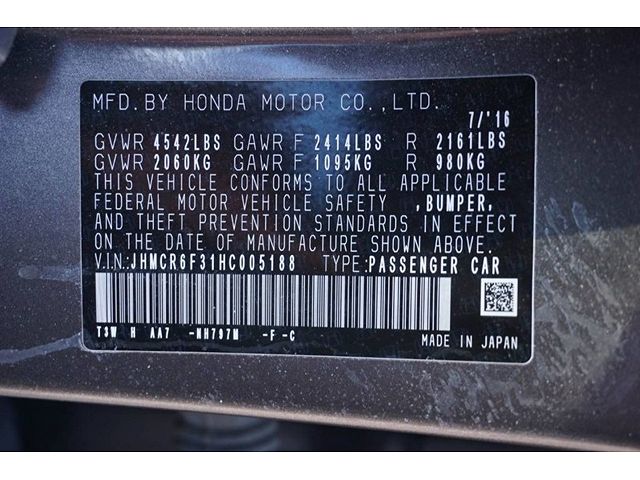 MFD.BY HONDA MOTOR CO.,LTD.
7/'16
GVWR 4542LBS GAWR F 2414LBS R 2161LBS
GVWR 2060KG GAWR F 1095KG R 980KG
THIS VEHICLE CONFORMS TO ALL APPLICABLE
FEDERAL MOTOR VEHICLE SAFETY ,BUMPER,
AND THEFT PREVENTION STANDARDS IN EFFECT
ON THE DATE OF MANUFACTURE SHOWN ABOVE.
V.I.N:JHMCR6F31HC005188 TYPE:PASSENGER CAR
T3W H AA7 -NH797M -F -C
MADE IN JAPAN